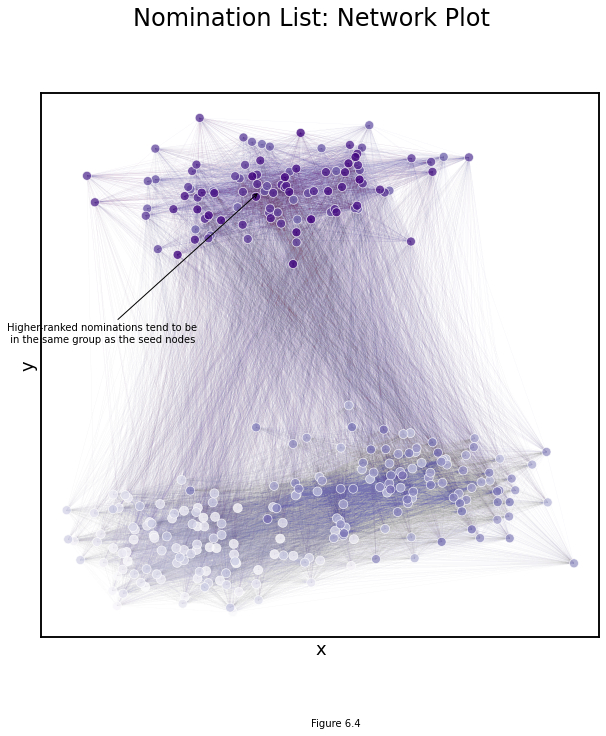 Nomination List: Network Plot
Higher-ranked nominations tend to be
in the same group as the seed nodes
y
x
Figure 6.4